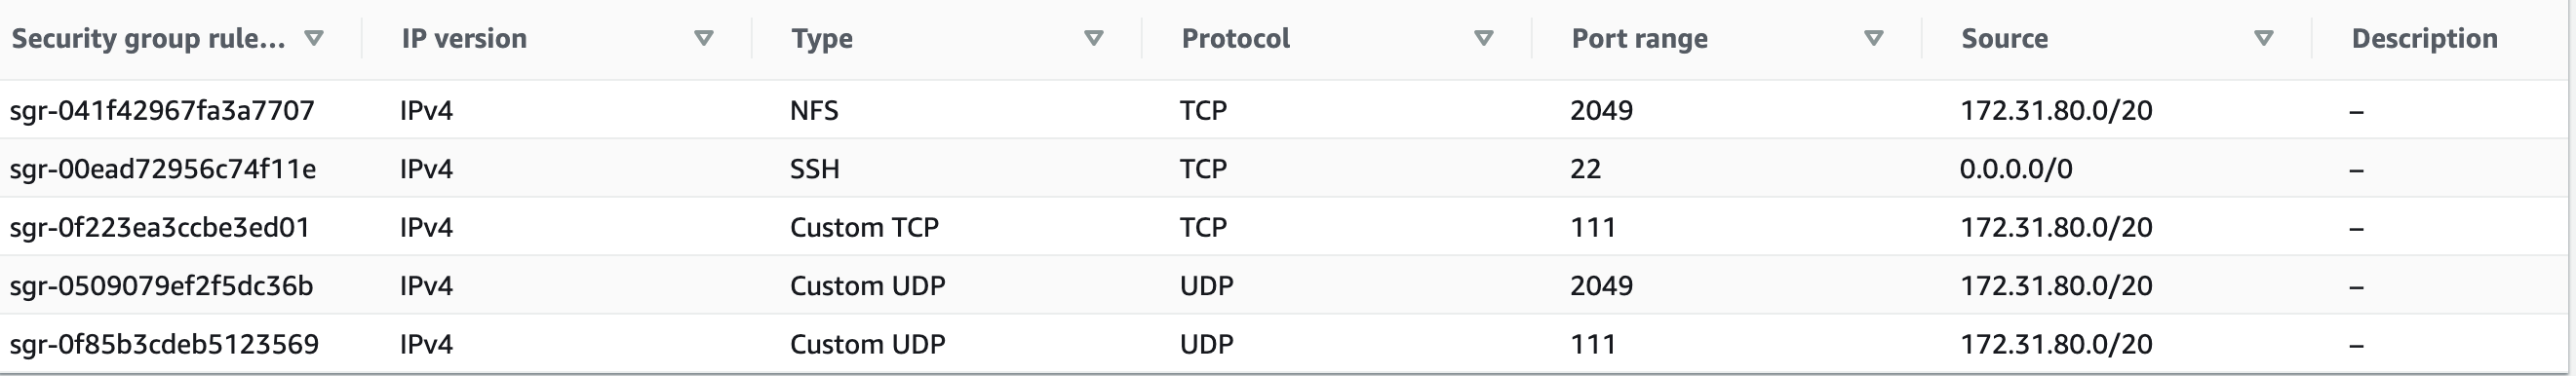 Security group rule... IP version Type Protocol Port range Source Description
sgr-041f42967fa3a7707 IPv4 NFS TCP 2049 172.31.80.0/20 –
sgr-00ead72956c74f11e IPv4 SSH TCP 22 0.0.0.0/0 –
sgr-0f223ea3ccbe3ed01 IPv4 Custom TCP TCP 111 172.31.80.0/20 –
sgr-0509079ef2f5dc36b IPv4 Custom UDP UDP 2049 172.31.80.0/20 –
sgr-0f85b3cdeb5123569 IPv4 Custom UDP UDP 111 172.31.80.0/20 –